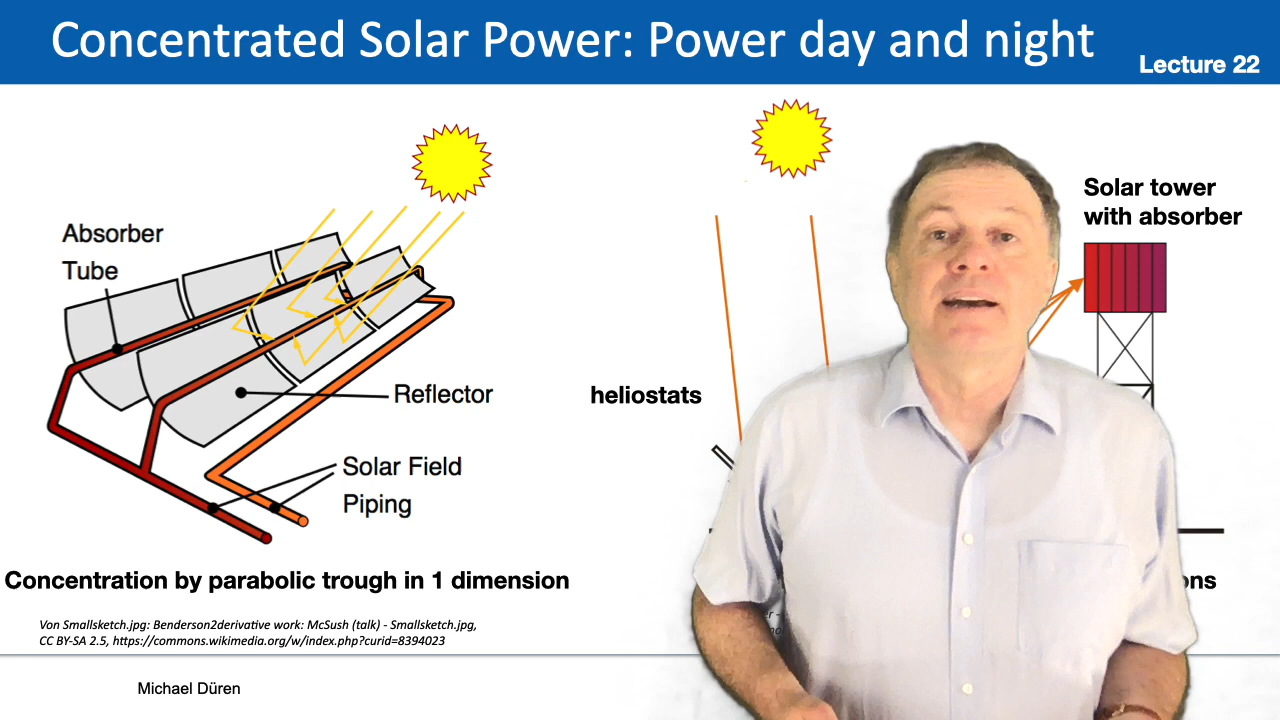 Concentrated Solar Power: Power day and night
Lecture 22
Absorber
Tube
Reflector
Solar Field
Piping
Concentration by parabolic trough in 1 dimension
Von Smallsketch.jpg: Benderson2derivative work: McSush (talk) - Smallsketch.jpg,
CC BY-SA 2.5, https://commons.wikimedia.org/w/index.php?curid=8394023
Solar tower
with absorber
heliostats
Michael Düren